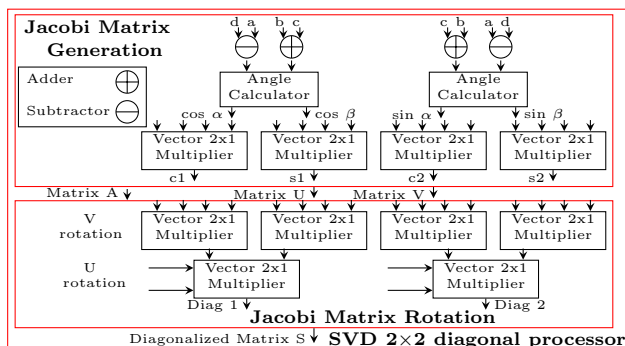 Jacobi Matrix
Generation
d a b c c b a d
Adder
Subtractor
Angle
Calculator
Angle
Calculator
cos α cos β sin α sin β
Vector 2x1
Multiplier
Vector 2x1
Multiplier
Vector 2x1
Multiplier
Vector 2x1
Multiplier
c1 s1 c2 s2
Matrix A Matrix U Matrix V
V
rotation
Vector 2x1
Multiplier
Vector 2x1
Multiplier
Vector 2x1
Multiplier
Vector 2x1
Multiplier
U
rotation
Vector 2x1
Multiplier
Vector 2x1
Multiplier
Diag 1 Diag 2
Jacobi Matrix Rotation
Diagonalized Matrix S
SVD 2×2 diagonal processor